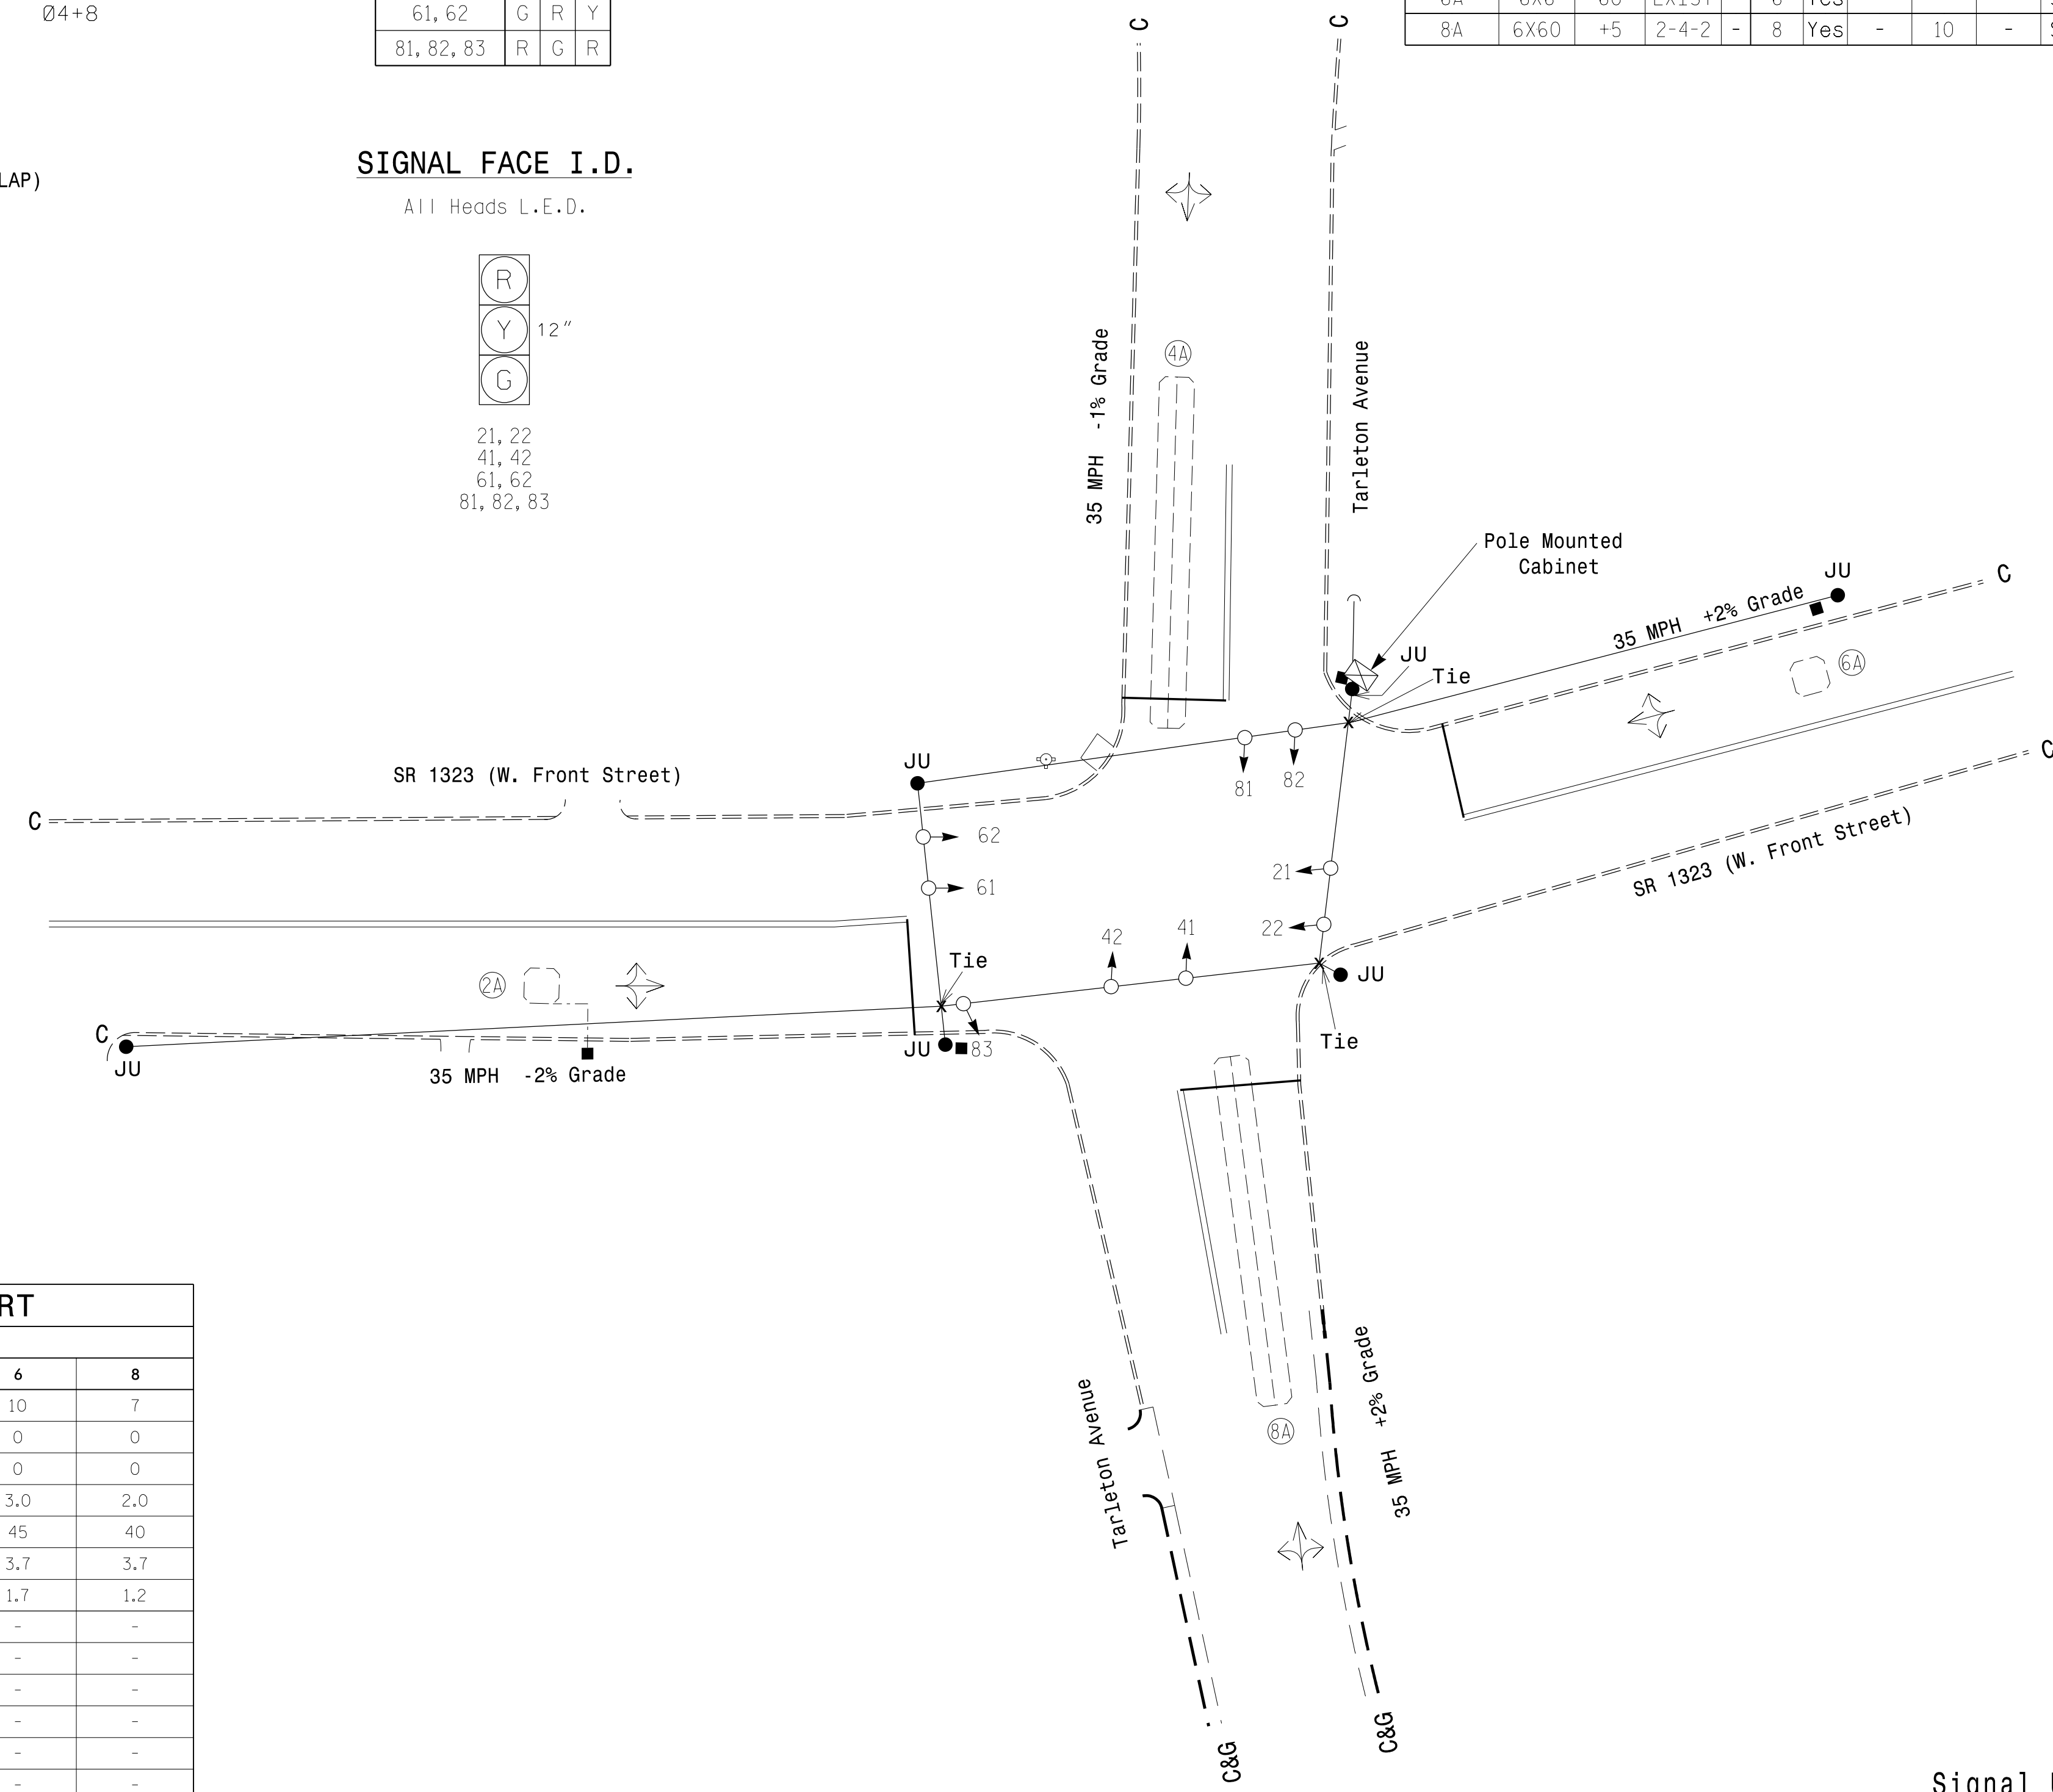 Ø4+8
61, 62 G R Y
81, 82, 83 R G R
8A 6X60 +5 2-4-2 - 8 Yes - 10 -
LAP)
SIGNAL FACE I.D.
All Heads L.E.D.
R
Y 12"
G
21, 22
41, 42
61, 62
81, 82, 83
C
C
35 MPH -1% Grade
4A
Tarleton Avenue
Pole Mounted
Cabinet
JU
Tie
35 MPH +2% Grade
JU
C
6A
C
SR 1323 (W. Front Street)
SR 1323 (W. Front Street)
C
JU
81
82
62
61
21
22
42
41
Tie
2A
JU
Tie
C
JU
JU
83
35 MPH -2% Grade
8A
Tarleton Avenue
35 MPH +2% Grade
C&G
C&G
RT
6 8
10 7
0 0
0 0
3.0 2.0
45 40
3.7 3.7
1.7 1.2
- -
- -
- -
- -
- -
- -
Signal